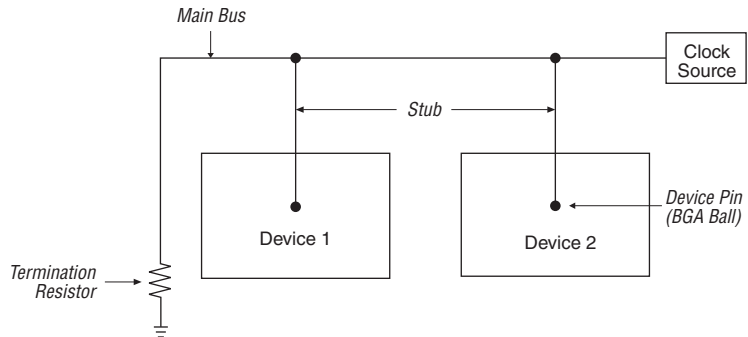 Main Bus
Clock
Source
Stub
Device 1
Device 2
Device Pin
(BGA Ball)
Termination
Resistor